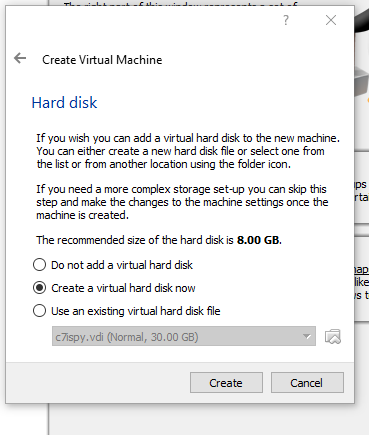 The right part of this window represents a set of
?
Create Virtual Machine
Hard disk
If you wish you can add a virtual hard disk to the new machine.
You can either create a new hard disk file or select one from
the list or from another location using the folder icon.
If you need a more complex storage set-up you can skip this
step and make the changes to the machine settings once the
machine is created.
The recommended size of the hard disk is 8.00 GB.
Do not add a virtual hard disk
Create a virtual hard disk now
Use an existing virtual hard disk file
c7ispy.vdi (Normal, 30.00 GB)
Create
Cancel